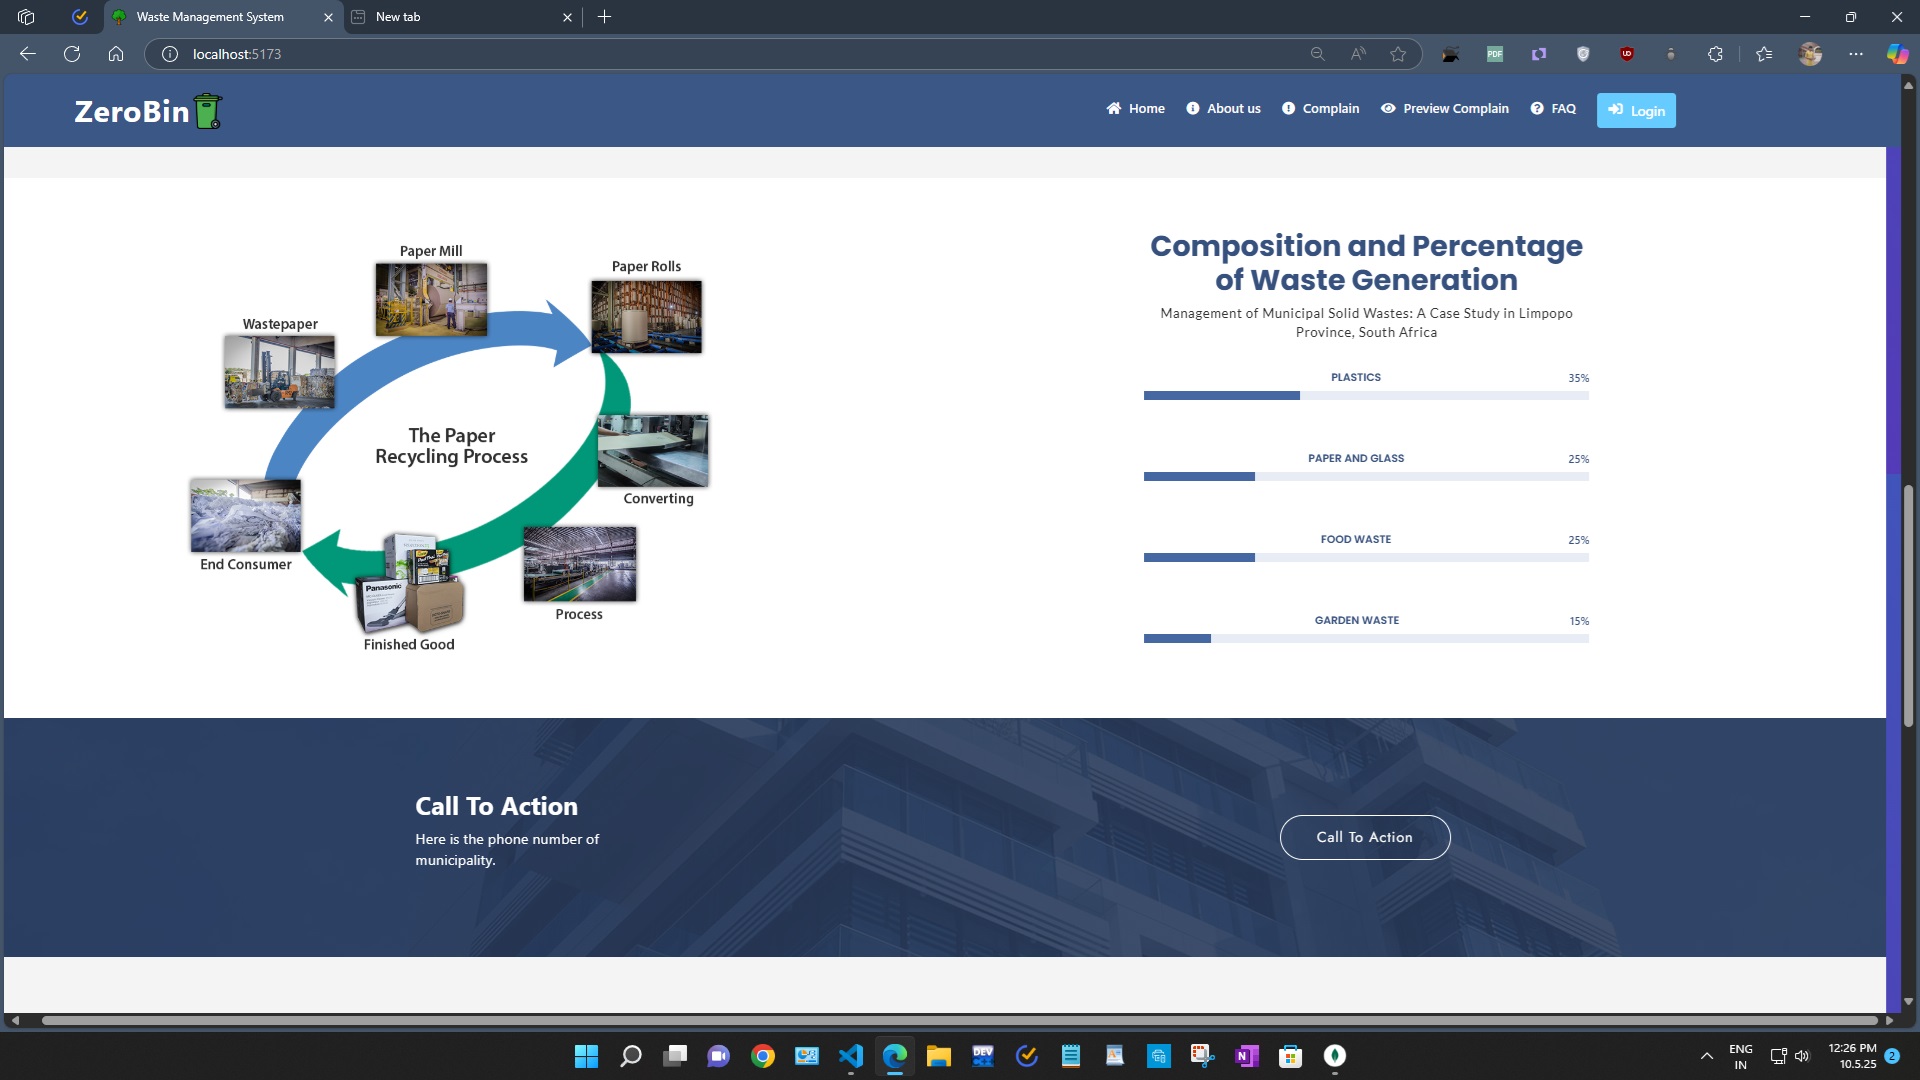 Waste Management System
New tab
localhost:5173
ZeroBin
Home
About us
Complain
Preview Complain
FAQ
Login
Paper Mill
Paper Rolls
Wastepaper
The Paper
Recycling Process
Converting
End Consumer
Panasonic
Process
Finished Good
Composition and Percentage
of Waste Generation
Management of Municipal Solid Wastes: A Case Study in Limpopo
Province, South Africa
PLASTICS 35%
PAPER AND GLASS 25%
FOOD WASTE 25%
GARDEN WASTE 15%
Call To Action
Here is the phone number of
municipality.
Call To Action
PDF
DEV
N
ENG
IN
12:26 PM
10.5.25
2